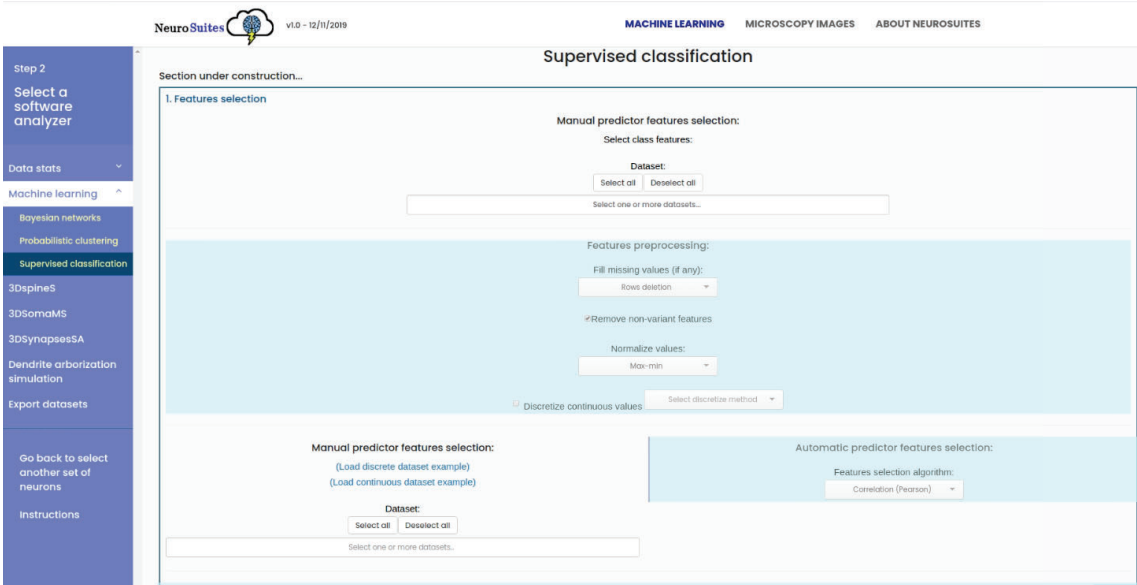 NeuroSuites
v1.0 - 12/11/2019
MACHINE LEARNING
MICROSCOPY IMAGES
ABOUT NEUROSUITES
Step 2
Select a
software
analyzer
Data stats
Machine learning
Bayesian networks
Probabilistic clustering
Supervised classification
3DspineS
3DSomaMS
3DSynapsesSA
Dendrite arborization
simulation
Export datasets
Go back to select
another set of
neurons
Instructions
Supervised classification
Section under construction...
1. Features selection
Manual predictor features selection:
Select class features:
Dataset:
Select all
Deselect all
Select one or more datasets...
Features preprocessing:
Fill missing values (if any):
Rows deletion
Remove non-variant features
Normalize values:
Max-min
Discretize continuous values
Select discretize method
Manual predictor features selection:
(Load discrete dataset example)
(Load continuous dataset example)
Dataset:
Select all
Deselect all
Select one or more datasets..
Automatic predictor features selection:
Features selection algorithm:
Correlation (Pearson)